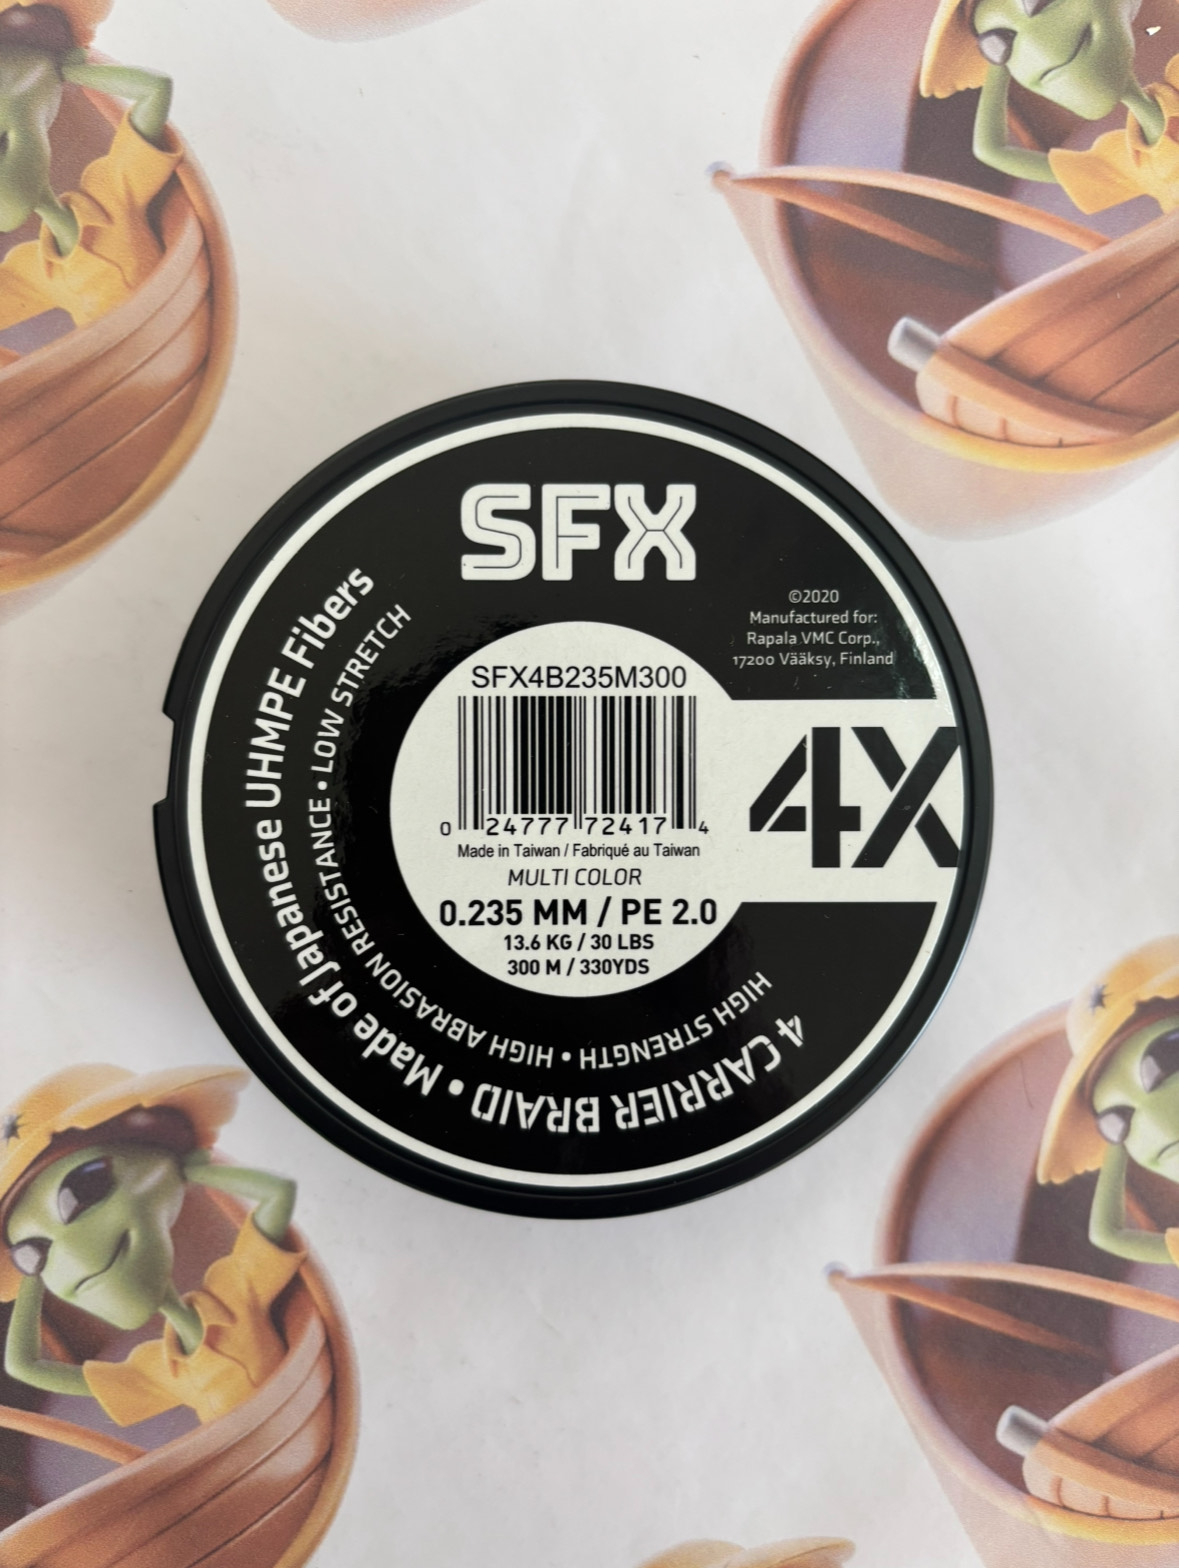 SFX
©2020
Manufactured for:
Rapala VMC Corp.,
17200 Vääksy, Finland
SFX4B235M300
0 24777 72417 4
Made in Taiwan / Fabriqué au Taiwan
MULTI COLOR
0.235 MM / PE 2.0
13.6 KG / 30 LBS
300 M / 330YDS
4X
4 CARRIER BRAID • Made of Japanese UHMPE Fibers
HIGH STRENGTH • HIGH ABRASION RESISTANCE • LOW STRETCH